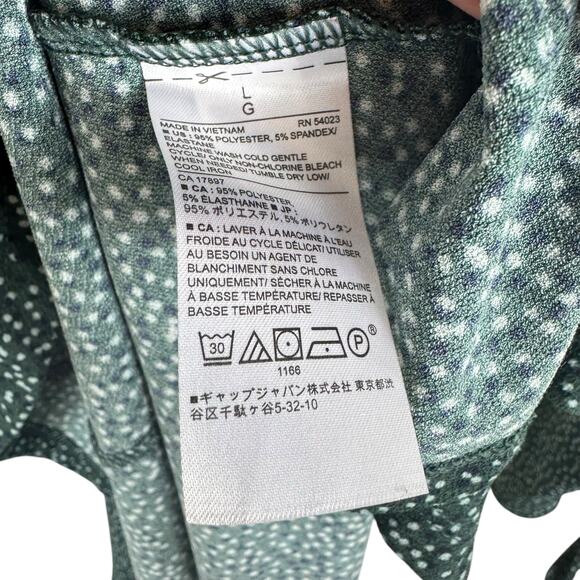 L
G
MADE IN VIETNAM RN 54023
■ US : 95% POLYESTER, 5% SPANDEX/
ELASTANE
MACHINE WASH COLD GENTLE
CYCLE/ ONLY NON-CHLORINE BLEACH
WHEN NEEDED/ TUMBLE DRY LOW/
COOL IRON
CA 17897
■ CA : 95% POLYESTER,
5% ÉLASTHANNE ■ JP :
95% ポリエステル, 5% ポリウレタン
■ CA : LAVER À LA MACHINE À L'EAU
FROIDE AU CYCLE DÉLICAT/ UTILISER
AU BESOIN UN AGENT DE
BLANCHIMENT SANS CHLORE
UNIQUEMENT/ SÉCHER À LA MACHINE
À BASSE TEMPÉRATURE/ REPASSER À
BASSE TEMPÉRATURE
30 P ®
1166
■ギャップジャパン株式会社 東京都渋
谷区千駄ヶ谷5-32-10